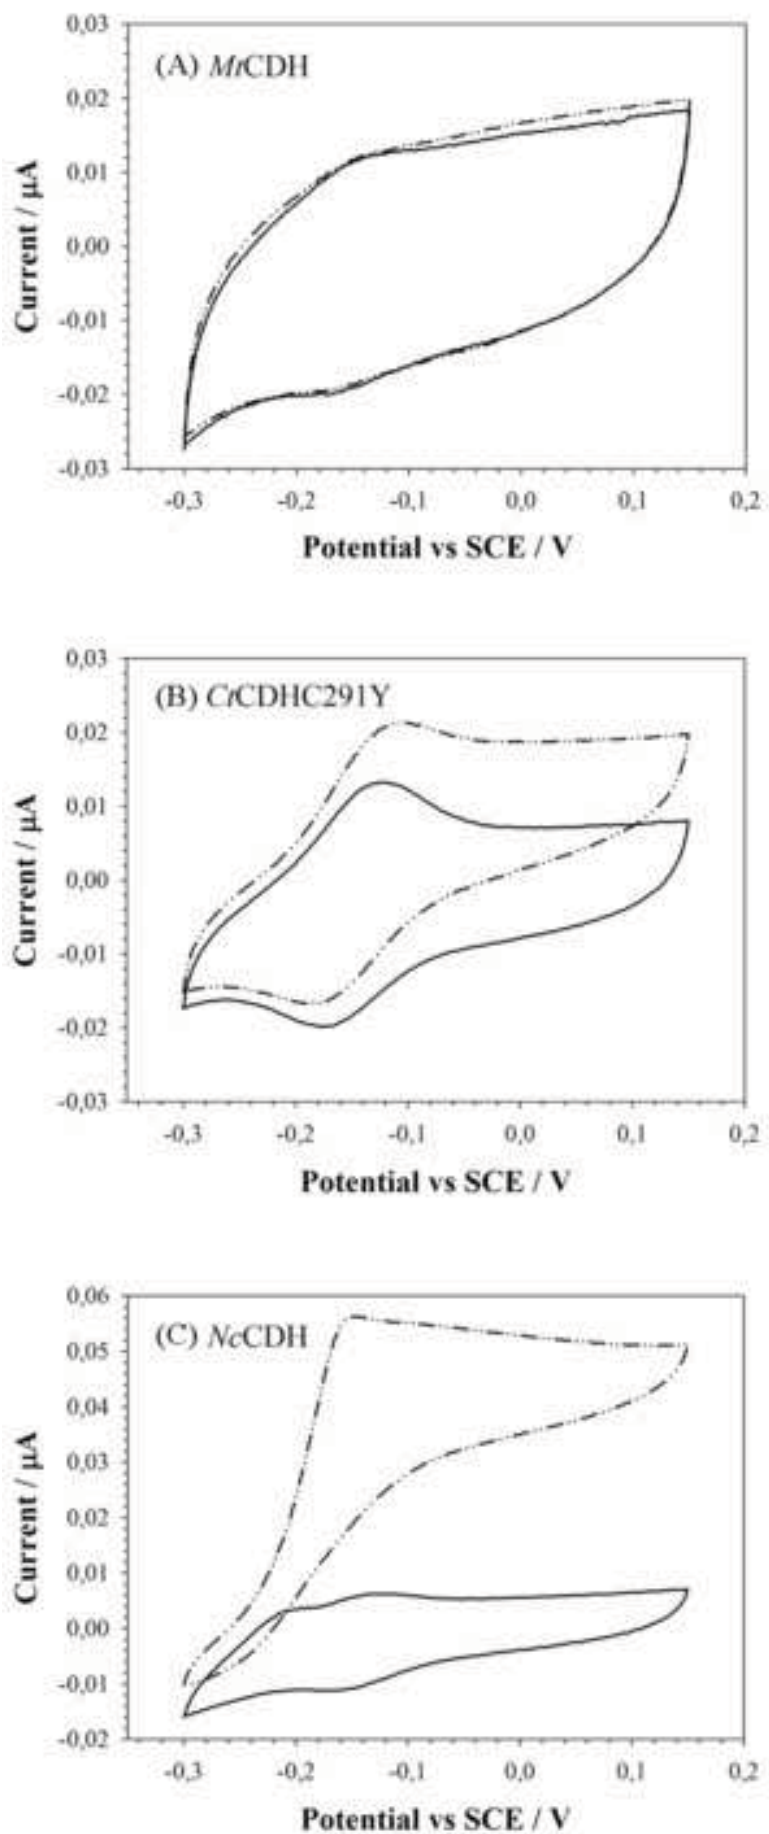 (A) MtCDH
0,03
0,02
0,01
0,00
-0,01
-0,02
-0,03
Current / µA
-0,3 -0,2 -0,1 0,0 0,1 0,2
Potential vs SCE / V
(B) CtCDHC291Y
0,03
0,02
0,01
0,00
-0,01
-0,02
-0,03
Current / µA
-0,3 -0,2 -0,1 0,0 0,1 0,2
Potential vs SCE / V
(C) NcCDH
0,06
0,05
0,04
0,03
0,02
0,01
0,00
-0,01
-0,02
Current / µA
-0,3 -0,2 -0,1 0,0 0,1 0,2
Potential vs SCE / V